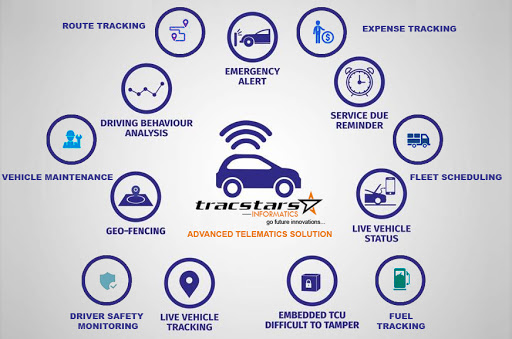 ROUTE TRACKING
EXPENSE TRACKING
EMERGENCY
ALERT
DRIVING BEHAVIOUR
ANALYSIS
SERVICE DUE
REMINDER
VEHICLE MAINTENANCE
FLEET SCHEDULING
tracstars
INFORMATICS
go future innovations...
ADVANCED TELEMATICS SOLUTION
GEO-FENCING
LIVE VEHICLE
STATUS
DRIVER SAFETY
MONITORING
LIVE VEHICLE
TRACKING
EMBEDDED TCU
DIFFICULT TO TAMPER
FUEL
TRACKING